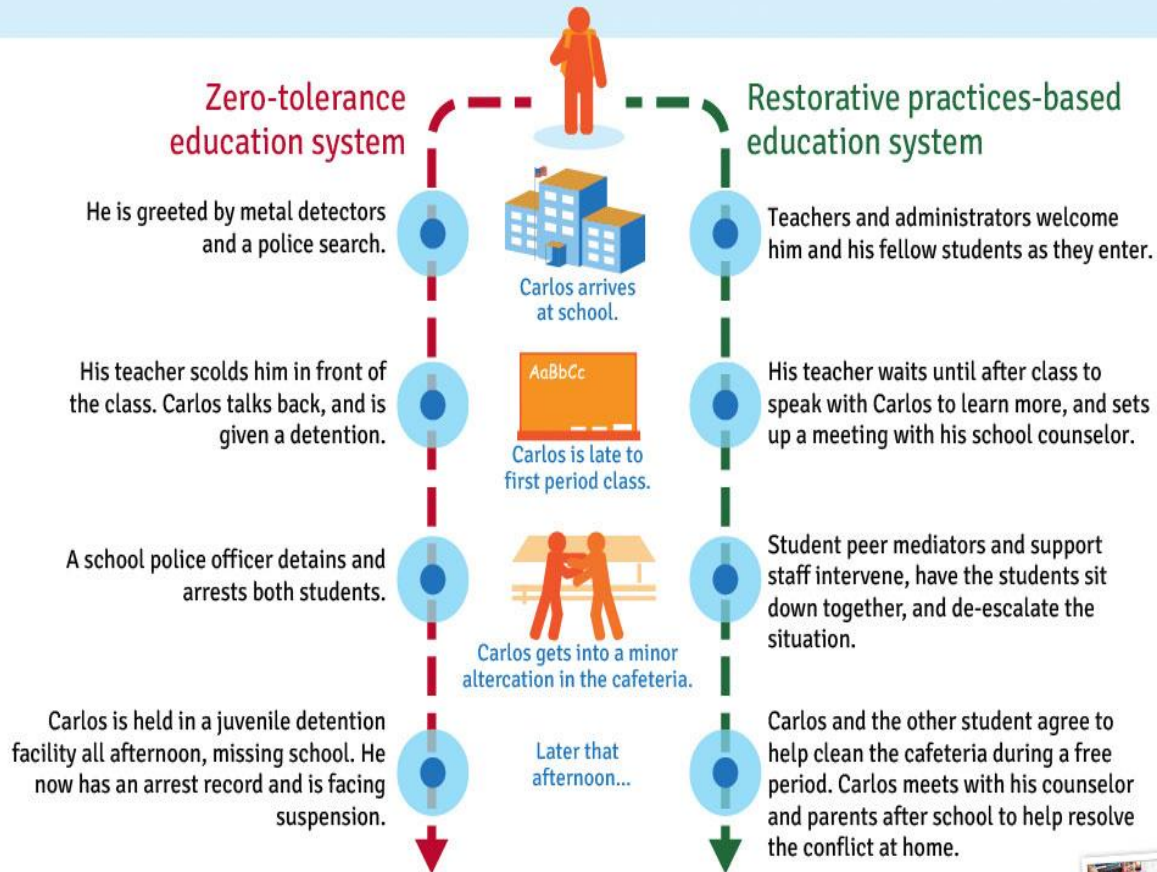 Zero-tolerance
education system
Restorative practices-based
education system
He is greeted by metal detectors
and a police search.
Carlos arrives
at school.
Teachers and administrators welcome
him and his fellow students as they enter.
His teacher scolds him in front of
the class. Carlos talks back, and is
given a detention.
AaBbCc
Carlos is late to
first period class.
His teacher waits until after class to
speak with Carlos to learn more, and sets
up a meeting with his school counselor.
A school police officer detains and
arrests both students.
Carlos gets into a minor
altercation in the cafeteria.
Student peer mediators and support
staff intervene, have the students sit
down together, and de-escalate the
situation.
Carlos is held in a juvenile detention
facility all afternoon, missing school. He
now has an arrest record and is facing
suspension.
Later that
afternoon...
Carlos and the other student agree to
help clean the cafeteria during a free
period. Carlos meets with his counselor
and parents after school to help resolve
the conflict at home.